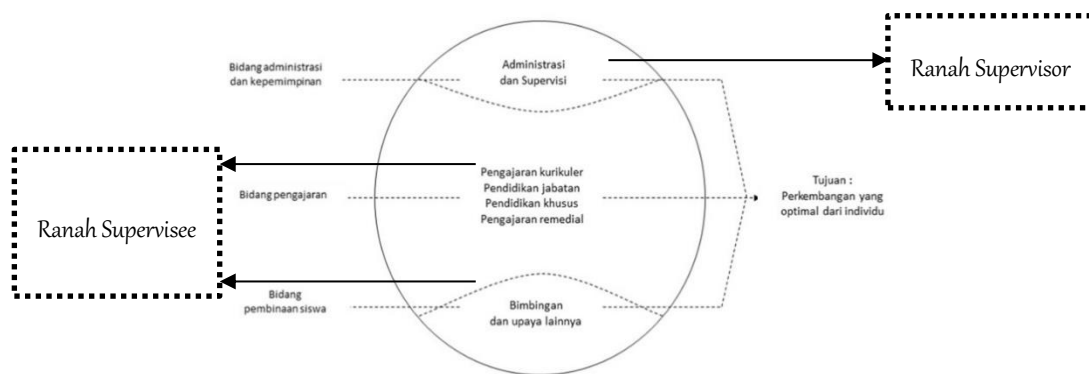 Bidang administrasi
dan kepemimpinan
Administrasi
dan Supervisi
Ranah Supervisor
Ranah Supervisee
Bidang pengajaran
Pengajaran kurikuler
Pendidikan jabatan
Pendidikan khusus
Pengajaran remedial
Tujuan :
Perkembangan yang
optimal dari individu
Bidang
pembinaan siswa
Bimbingan
dan upaya lainnya